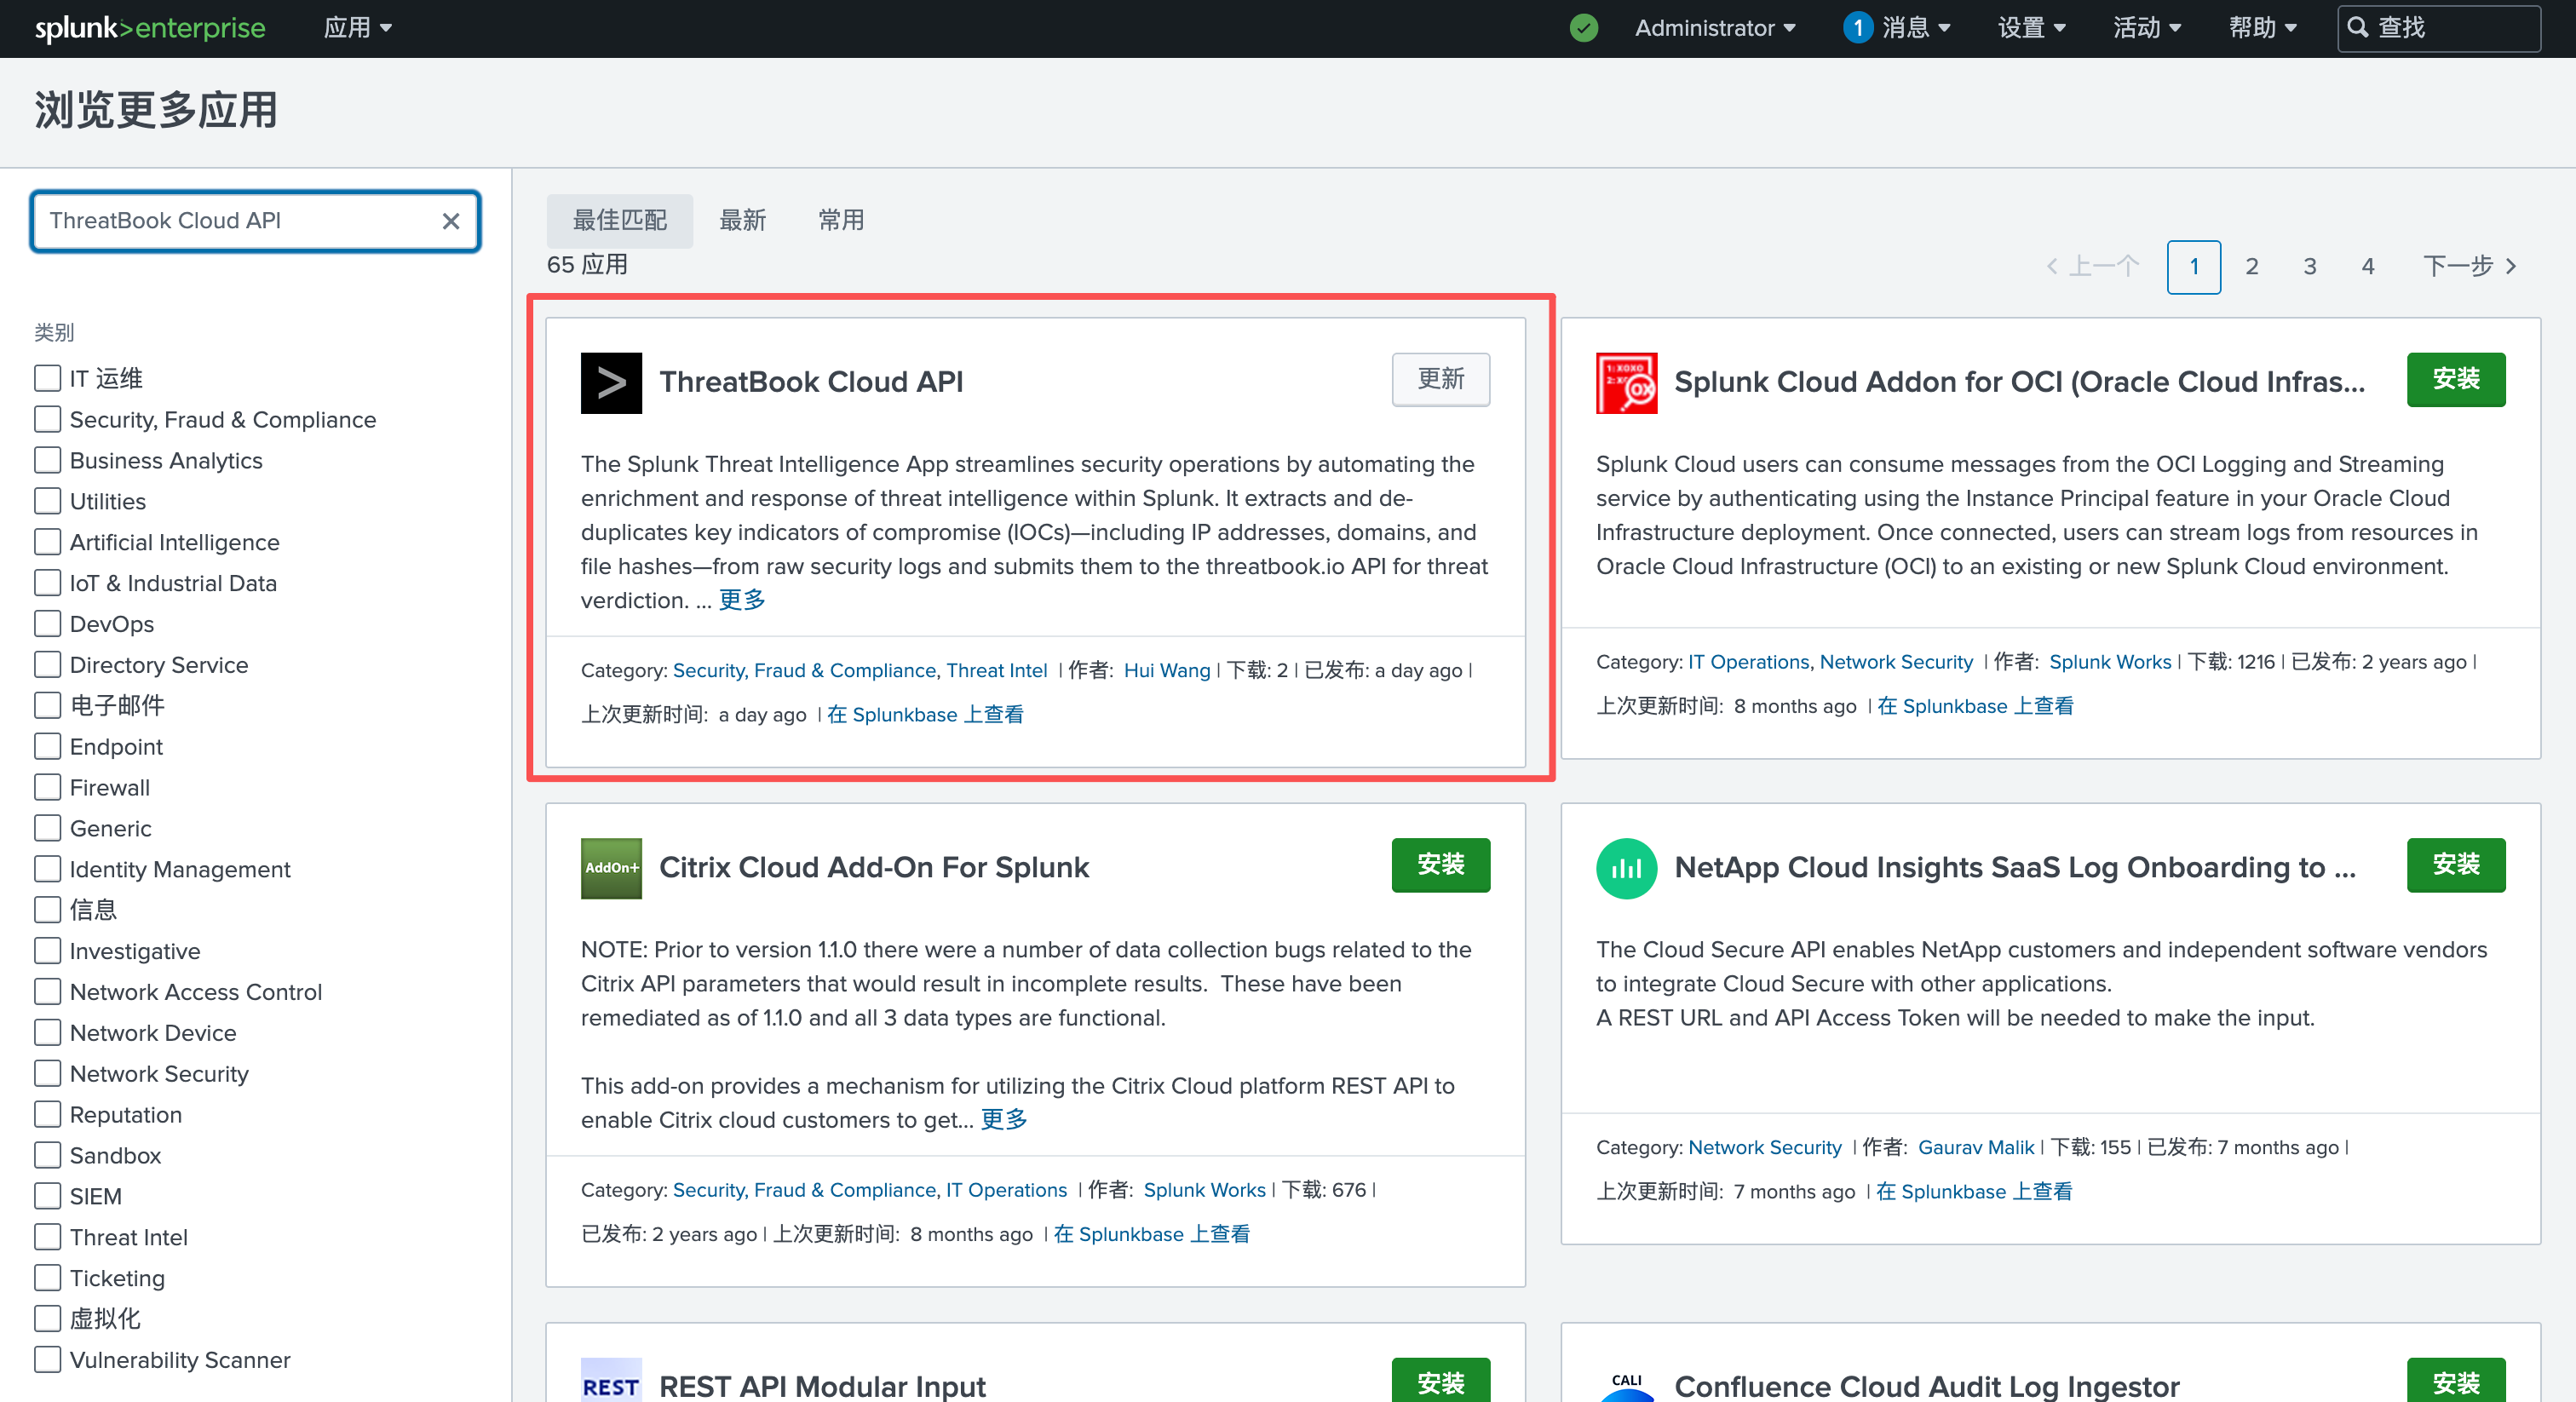 splunk>enterprise
应用
Administrator
1 消息
设置
活动
帮助
查找
浏览更多应用
ThreatBook Cloud API
类别
IT 运维
Security, Fraud & Compliance
Business Analytics
Utilities
Artificial Intelligence
IoT & Industrial Data
DevOps
Directory Service
电子邮件
Endpoint
Firewall
Generic
Identity Management
信息
Investigative
Network Access Control
Network Device
Network Security
Reputation
Sandbox
SIEM
Threat Intel
Ticketing
虚拟化
Vulnerability Scanner
最佳匹配
最新
常用
65 应用
上一个 1 2 3 4 下一步
ThreatBook Cloud API
更新
The Splunk Threat Intelligence App streamlines security operations by automating the
enrichment and response of threat intelligence within Splunk. It extracts and de-
duplicates key indicators of compromise (IOCs)—including IP addresses, domains, and
file hashes—from raw security logs and submits them to the threatbook.io API for threat
verdiction. ... 更多
Category: Security, Fraud & Compliance, Threat Intel | 作者: Hui Wang | 下载: 2 | 已发布: a day ago |
上次更新时间: a day ago | 在 Splunkbase 上查看
1: XOXO
2: X
OX
Splunk Cloud Addon for OCI (Oracle Cloud Infras...
安装
Splunk Cloud users can consume messages from the OCI Logging and Streaming
service by authenticating using the Instance Principal feature in your Oracle Cloud
Infrastructure deployment. Once connected, users can stream logs from resources in
Oracle Cloud Infrastructure (OCI) to an existing or new Splunk Cloud environment.
Category: IT Operations, Network Security | 作者: Splunk Works | 下载: 1216 | 已发布: 2 years ago |
上次更新时间: 8 months ago | 在 Splunkbase 上查看
AddOn+
Citrix Cloud Add-On For Splunk
安装
NOTE: Prior to version 1.1.0 there were a number of data collection bugs related to the
Citrix API parameters that would result in incomplete results. These have been
remediated as of 1.1.0 and all 3 data types are functional.
This add-on provides a mechanism for utilizing the Citrix Cloud platform REST API to
enable Citrix cloud customers to get... 更多
Category: Security, Fraud & Compliance, IT Operations | 作者: Splunk Works | 下载: 676 |
已发布: 2 years ago | 上次更新时间: 8 months ago | 在 Splunkbase 上查看
NetApp Cloud Insights SaaS Log Onboarding to ...
安装
The Cloud Secure API enables NetApp customers and independent software vendors
to integrate Cloud Secure with other applications.
A REST URL and API Access Token will be needed to make the input.
Category: Network Security | 作者: Gaurav Malik | 下载: 155 | 已发布: 7 months ago |
上次更新时间: 7 months ago | 在 Splunkbase 上查看
REST
REST API Modular Input
安装
CALI
Confluence Cloud Audit Log Ingestor
安装